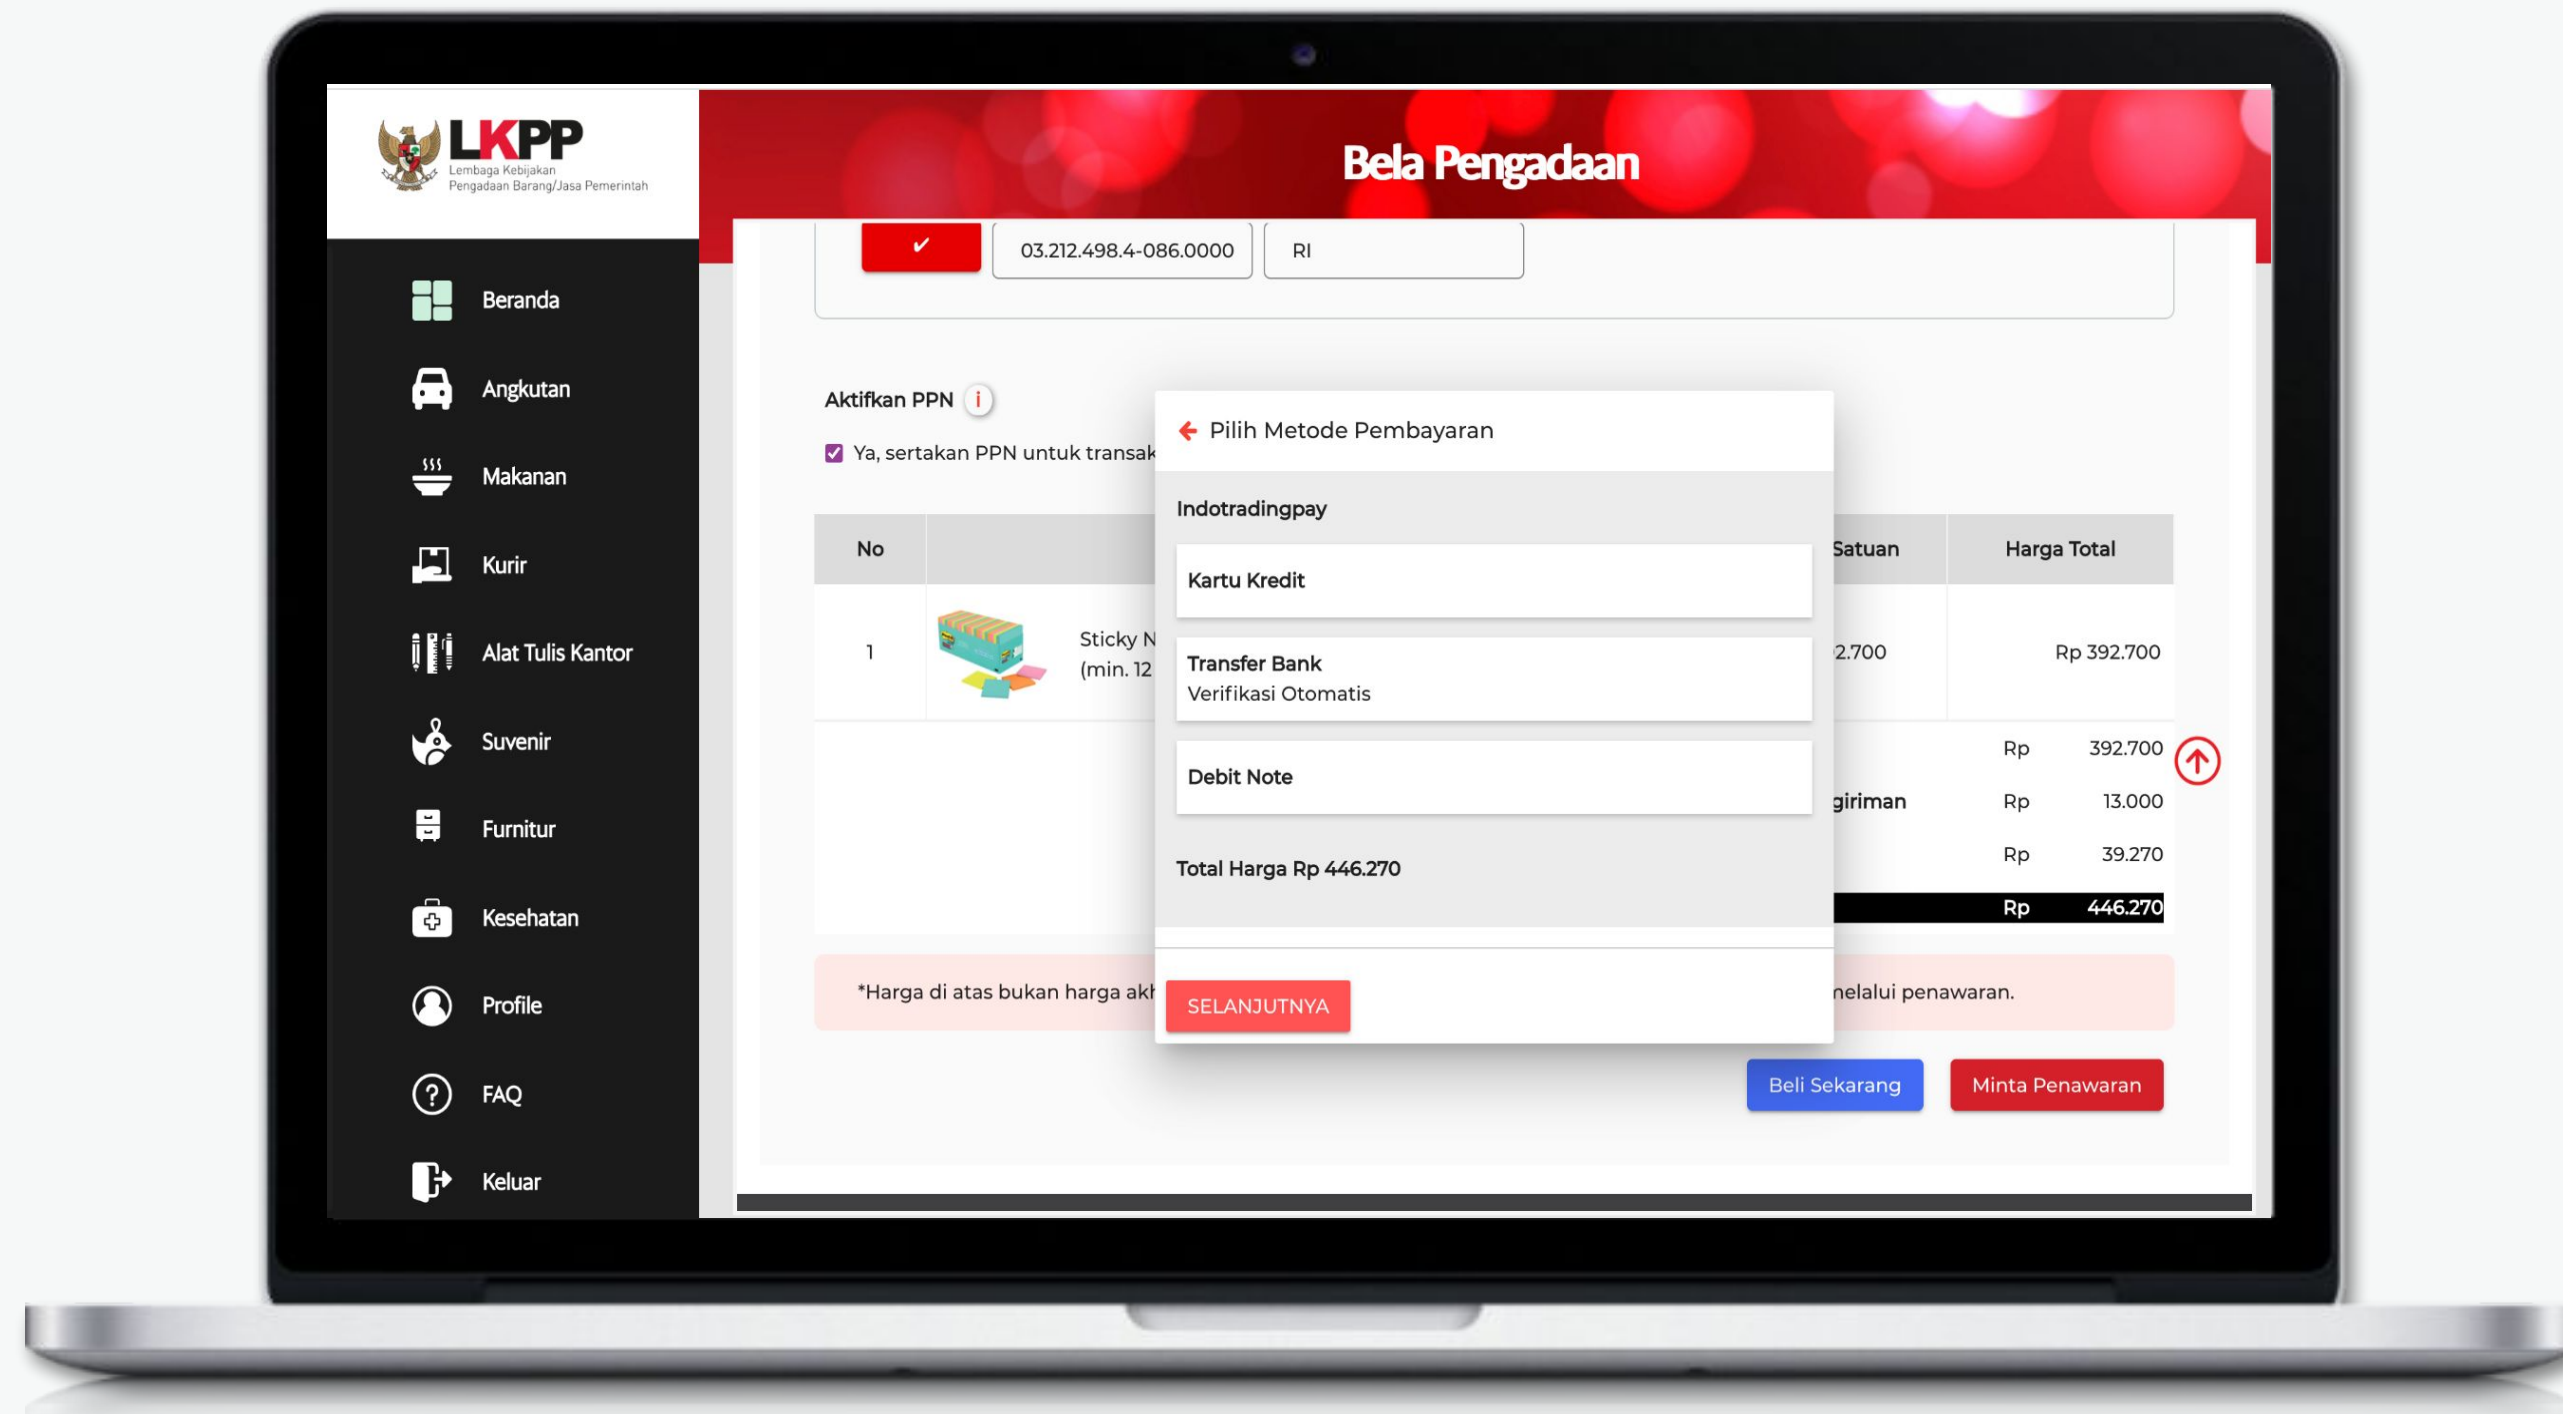 LKPP
Lembaga Kebijakan
Pengadaan Barang/Jasa Pemerintah
Bela Pengadaan
Beranda
Angkutan
Makanan
Kurir
Alat Tulis Kantor
Suvenir
Furnitur
Kesehatan
Profile
FAQ
Keluar
✔ 03.212.498.4-086.0000 RI
Aktifkan PPN i
Ya, sertakan PPN untuk transak
No Satuan Harga Total
1 Sticky N 2.700 Rp 392.700
(min. 12
Rp 392.700
giriman Rp 13.000
Rp 39.270
Rp 446.270
*Harga di atas bukan harga akh melalui penawaran.
Beli Sekarang Minta Penawaran
Pilih Metode Pembayaran
Indotradingpay
Kartu Kredit
Transfer Bank
Verifikasi Otomatis
Debit Note
Total Harga Rp 446.270
SELANJUTNYA